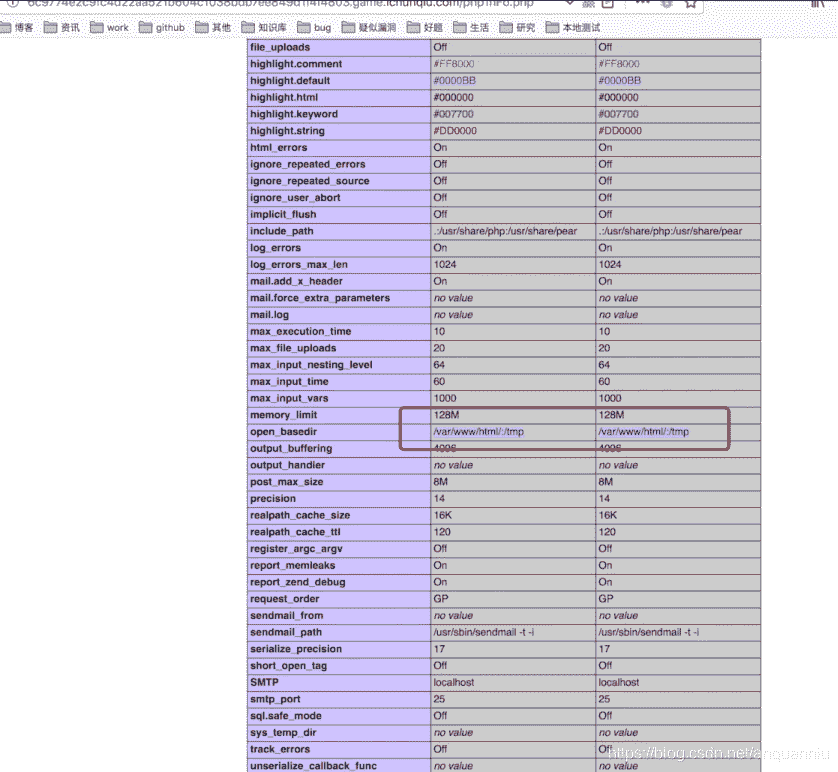 博客 资讯 work github 其他 知识库 bug 疑似漏洞 好题 生活 研究 本地测试
file_uploads Off Off
highlight.comment #FF8000 #FF8000
highlight.default #0000BB #0000BB
highlight.html #000000 #000000
highlight.keyword #007700 #007700
highlight.string #DD0000 #DD0000
html_errors On On
ignore_repeated_errors Off Off
ignore_repeated_source Off Off
ignore_user_abort Off Off
implicit_flush Off Off
include_path .:/usr/share/php:/usr/share/pear .:/usr/share/php:/usr/share/pear
log_errors On On
log_errors_max_len 1024 1024
mail.add_x_header On On
mail.force_extra_parameters no value no value
mail.log no value no value
max_execution_time 10 10
max_file_uploads 20 20
max_input_nesting_level 64 64
max_input_time 60 60
max_input_vars 1000 1000
memory_limit 128M 128M
open_basedir /var/www/html/:/tmp /var/www/html/:/tmp
output_buffering 4096 4096
output_handler no value no value
post_max_size 8M 8M
precision 14 14
realpath_cache_size 16K 16K
realpath_cache_ttl 120 120
register_argc_argv Off Off
report_memleaks On On
report_zend_debug On On
request_order GP GP
sendmail_from no value no value
sendmail_path /usr/sbin/sendmail -t -i /usr/sbin/sendmail -t -i
serialize_precision 17 17
short_open_tag Off Off
SMTP localhost localhost
smtp_port 25 25
sql.safe_mode Off Off
sys_temp_dir no value no value
track_errors Off Off
unserialize_callback_func no value no value
https://blog.csdn.net/anquanniu